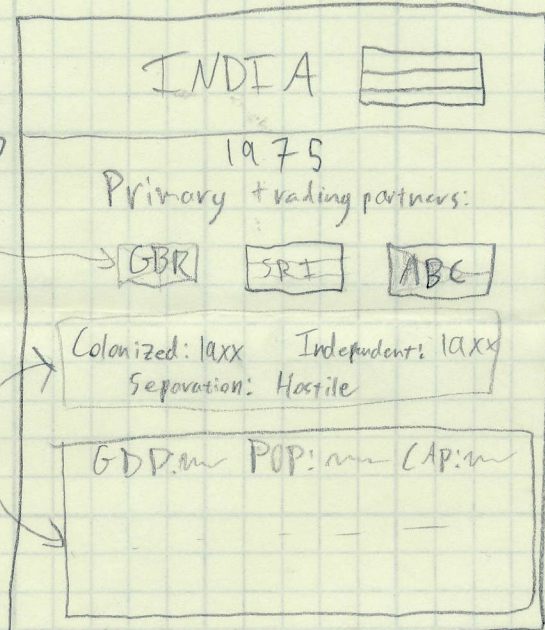 INDIA
1975
Primary trading partners:
GBR SRI ABC
Colonized: 19xx Independent: 19xx
Separation: Hostile
GDP: POP: CAP: